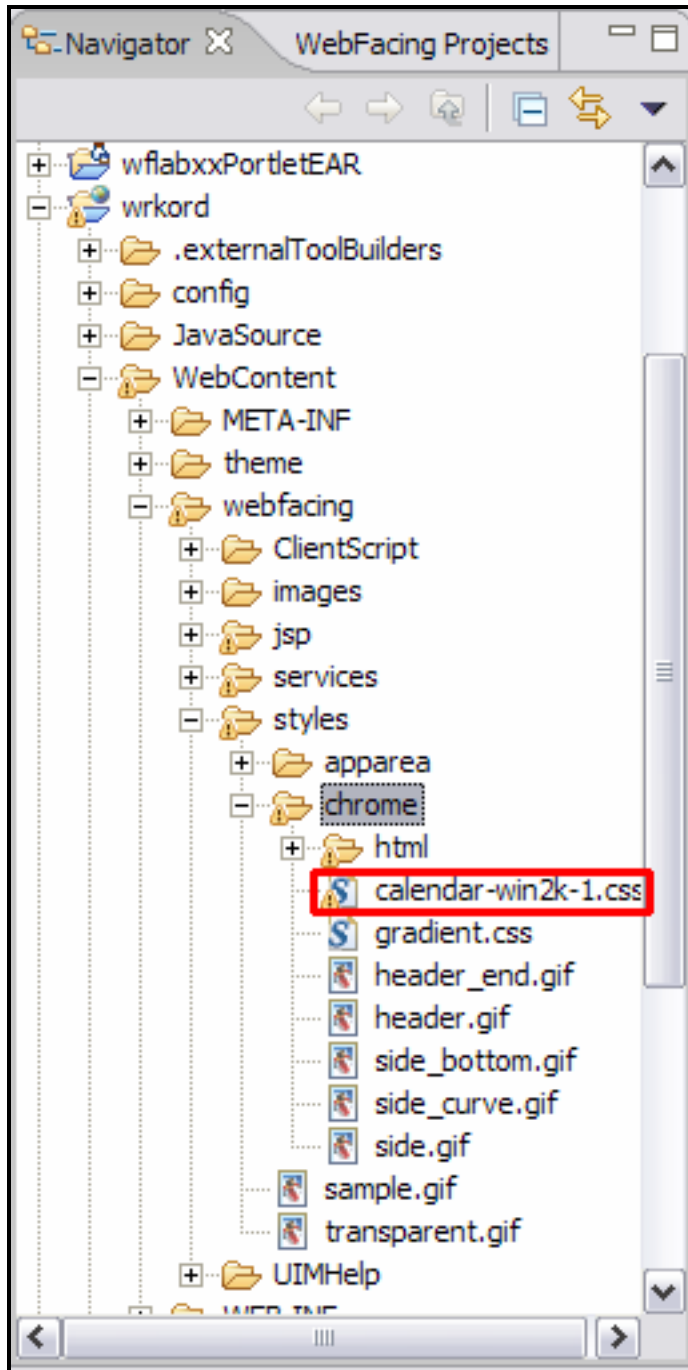 Navigator WebFacing Projects
wflabxxPortletEAR
wrkord
.externalToolBuilders
config
JavaSource
WebContent
META-INF
theme
webfacing
ClientScript
images
jsp
services
styles
apparea
chrome
html
calendar-win2k-1.css
gradient.css
header_end.gif
header.gif
side_bottom.gif
side_curve.gif
side.gif
sample.gif
transparent.gif
UIMHelp
WEB-INF